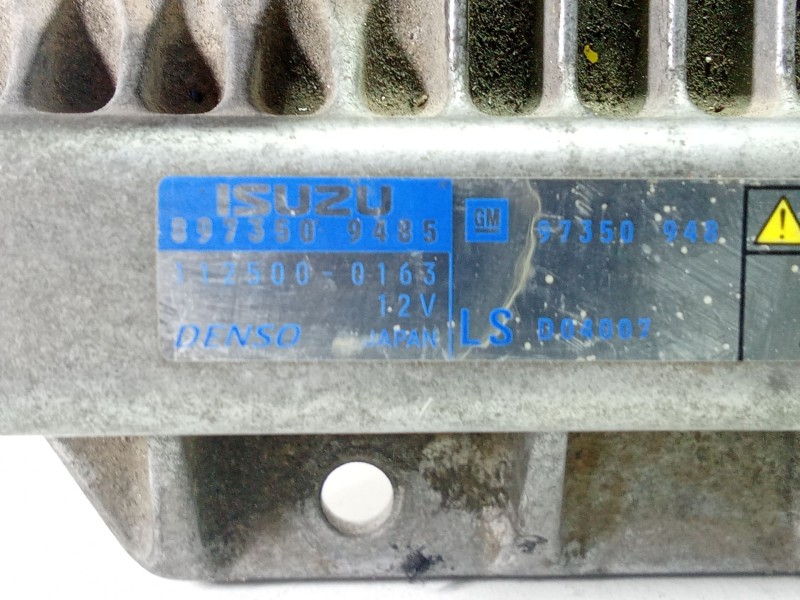 ISUZU
897350 9485
112500-0163
12V
DENSO JAPAN
GM
97350 948
LS D04007